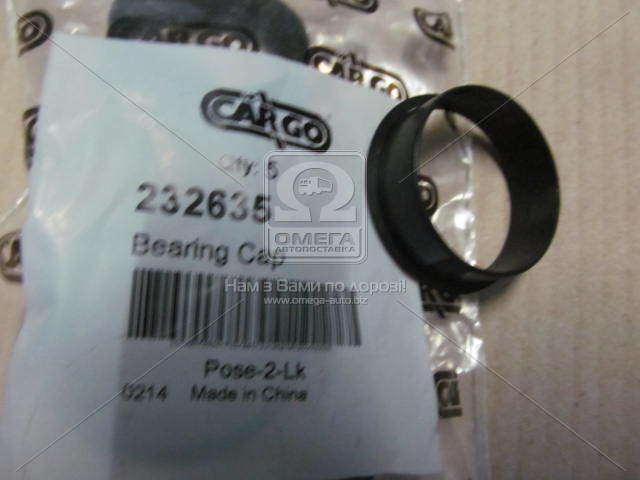 CARGO
CARGO
Qty: 5
232635
ОМЕГА
АВТОПОСТАВКА
Bearing Cap
Нам з Вами по дорозі!
www.omega-auto.biz
Pose-2-Lk
0214 Made in China